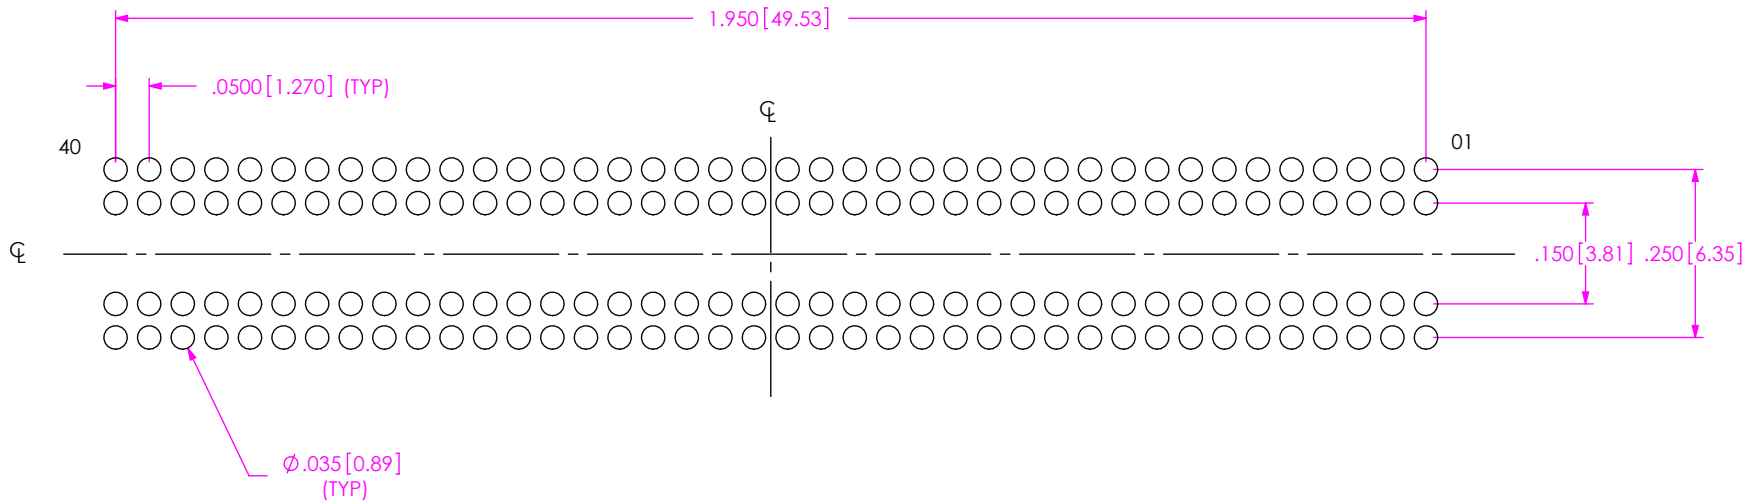 1.950[49.53]
.0500[1.270] (TYP)
℄
40
01
℄
.150[3.81] .250[6.35]
Ø.035[0.89]
(TYP)